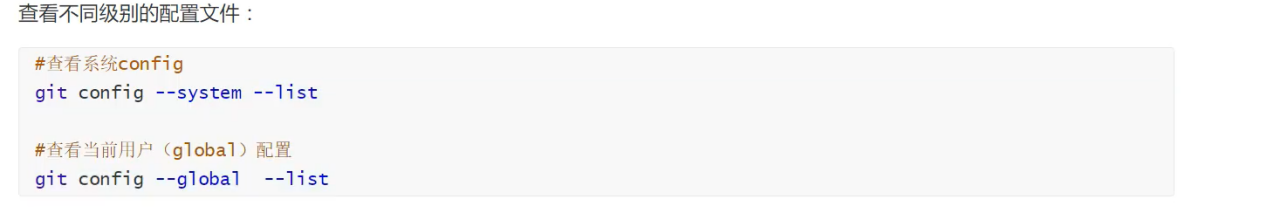 查看不同级别的配置文件：
#查看系统config
git config --system --list
#查看当前用户（global）配置
git config --global  --list